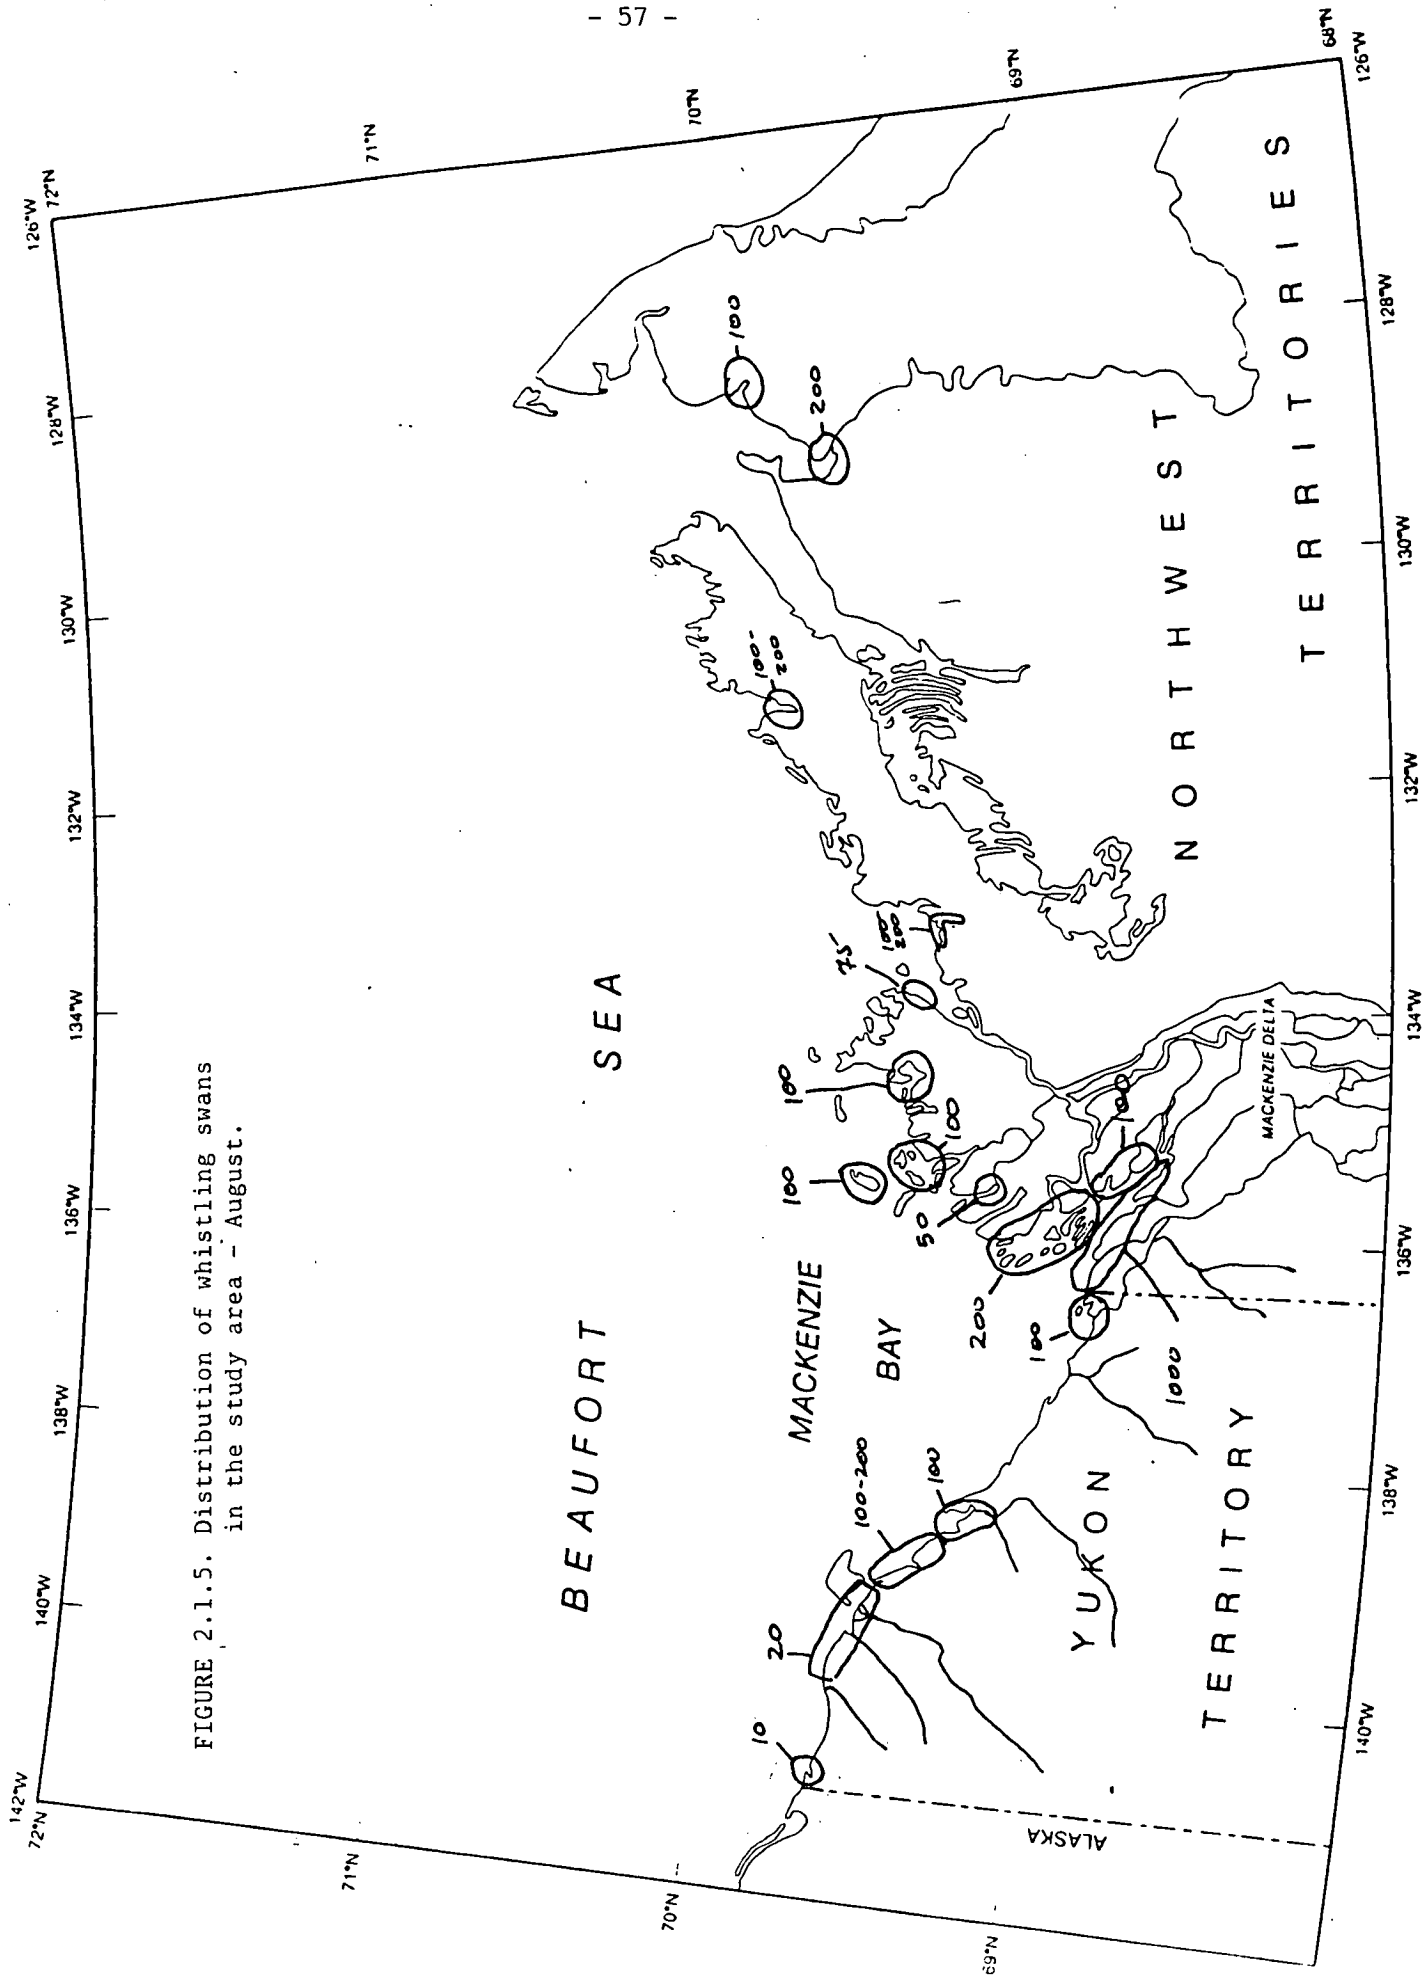 - 57 -
FIGURE 2.1.5. Distribution of whistling swans
in the study area - August.
142°W
140°W
138°W
136°W
134°W
132°W
130°W
128°W
126°W
72°N
72°N
71°N
71°N
70°N
70°N
69°N
69°N
68°N
126°W
128°W
130°W
132°W
134°W
136°W
138°W
140°W
BEAUFORT SEA
MACKENZIE
BAY
10
20
100-200
100
100
1000
200
50
100
100
100
100
75
100-
200
100-
200
200
100
ALASKA
YUKON
TERRITORY
MACKENZIE DELTA
NORTHWEST
TERRITORIES